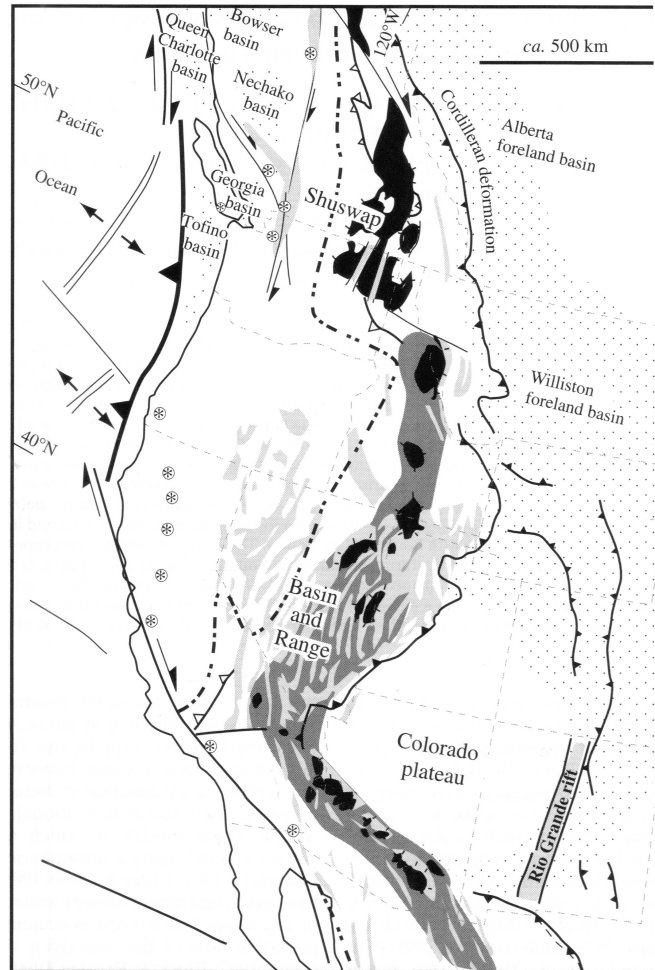 Queen
Charlotte
basin
Bowser
basin
Nechako
basin
120°W
ca. 500 km
50°N
Pacific
Ocean
Georgia
basin
Tofino
basin
Shuswap
Cordilleran deformation
Alberta
foreland basin
Williston
foreland basin
40°N
Basin
and
Range
Colorado
plateau
Rio Grande rift